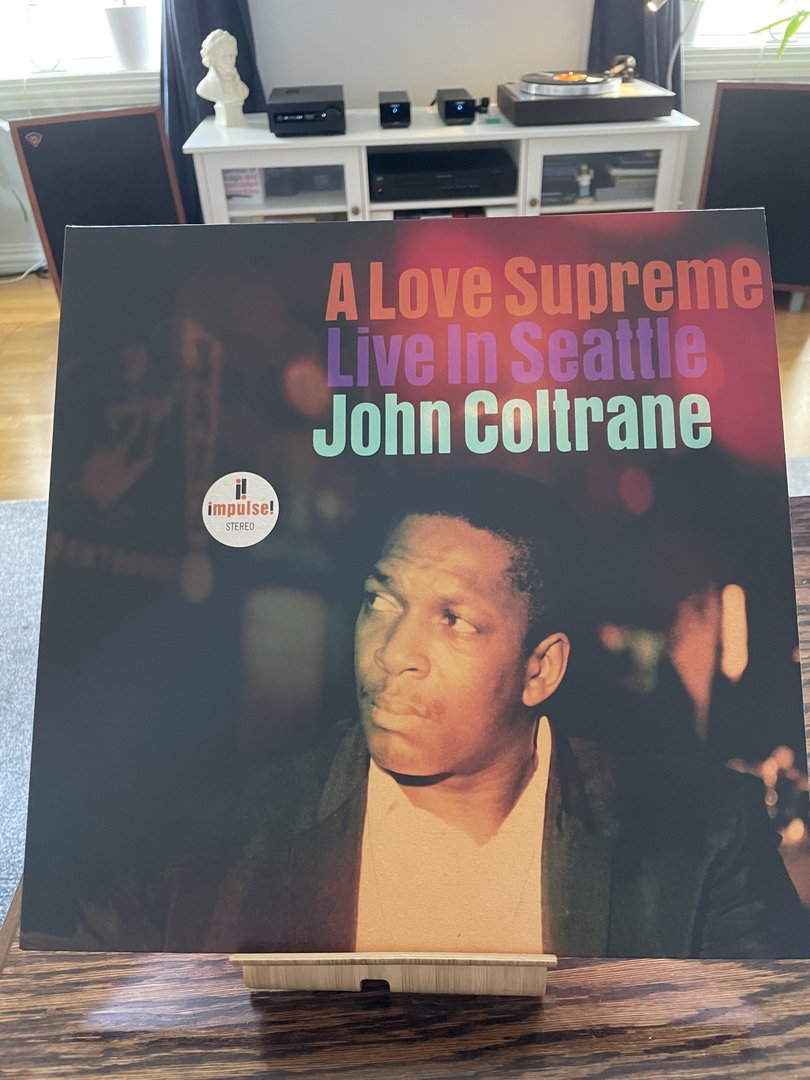 A Love Supreme
Live In Seattle
John Coltrane
impulse!
STEREO